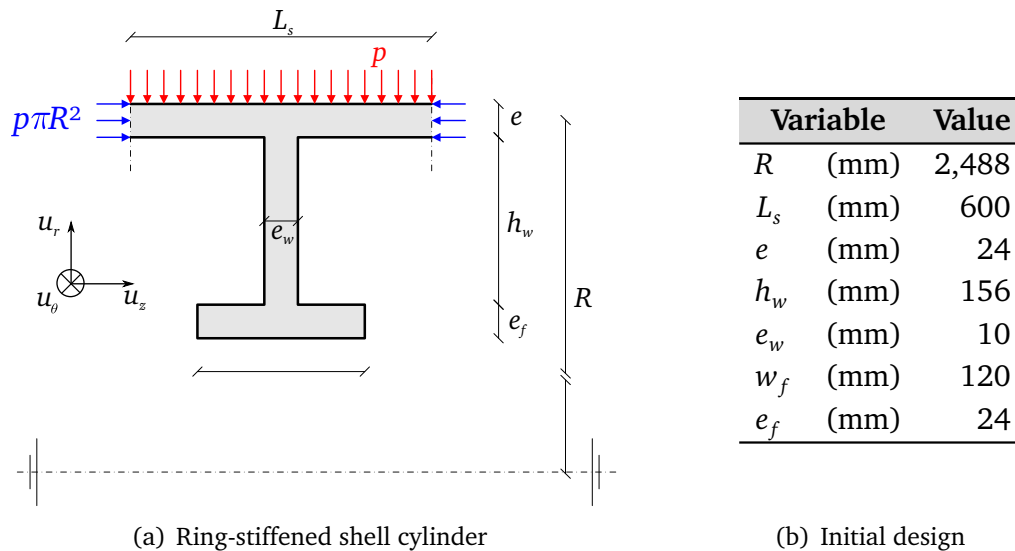 L_s
p
pπR²
e
h_w
e_w
u_r
u_θ
u_z
R
e_f
(a) Ring-stiffened shell cylinder
Variable Value
R (mm) 2,488
L_s (mm) 600
e (mm) 24
h_w (mm) 156
e_w (mm) 10
w_f (mm) 120
e_f (mm) 24
(b) Initial design